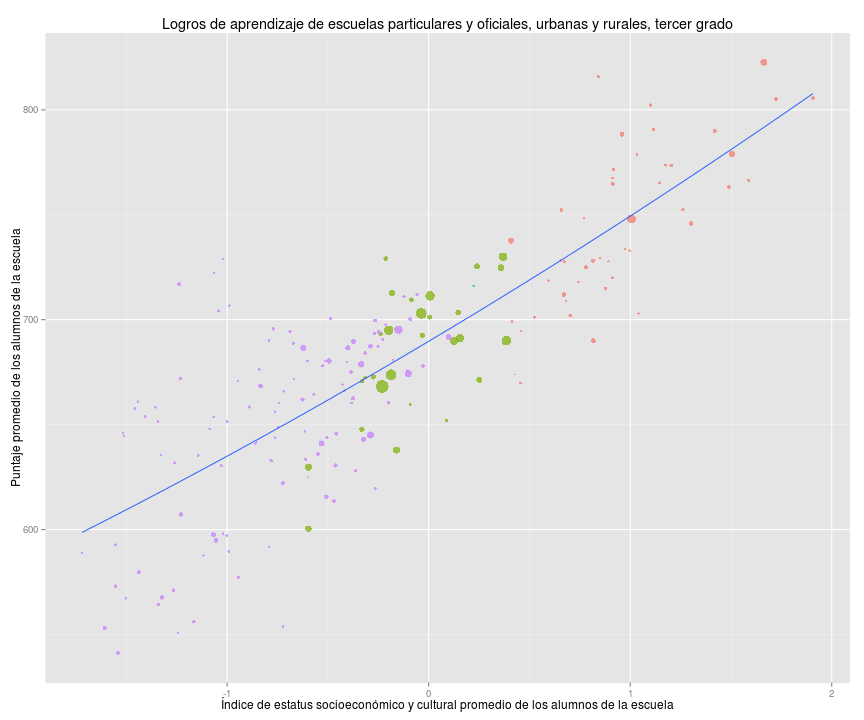 Logros de aprendizaje de escuelas particulares y oficiales, urbanas y rurales, tercer grado
Puntaje promedio de los alumnos de la escuela
800
700
600
-1
0
1
2
Índice de estatus socioeconómico y cultural promedio de los alumnos de la escuela